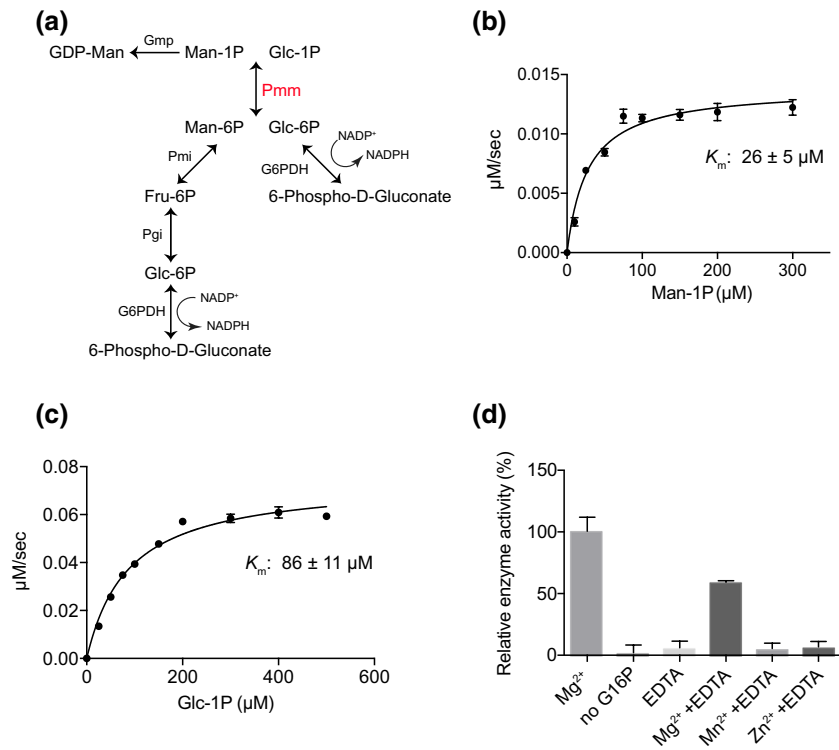 (a)
GDP-Man Gmp Man-1P Glc-1P
Pmm
Man-6P Glc-6P
NADP⁺
NADPH
Pmi
G6PDH
Fru-6P
6-Phospho-D-Gluconate
Pgi
Glc-6P
NADP⁺
G6PDH
NADPH
6-Phospho-D-Gluconate
(b)
0.015
0.010
0.005
0.000
µM/sec
Kₘ: 26 ± 5 µM
0 100 200 300
Man-1P (µM)
(c)
0.08
0.06
0.04
0.02
0.00
µM/sec
Kₘ: 86 ± 11 µM
0 200 400 600
Glc-1P (µM)
(d)
150
100
50
0
Relative enzyme activity (%)
Mg²⁺
no G16P
EDTA
Mg²⁺ +EDTA
Mn²⁺ +EDTA
Zn²⁺ +EDTA